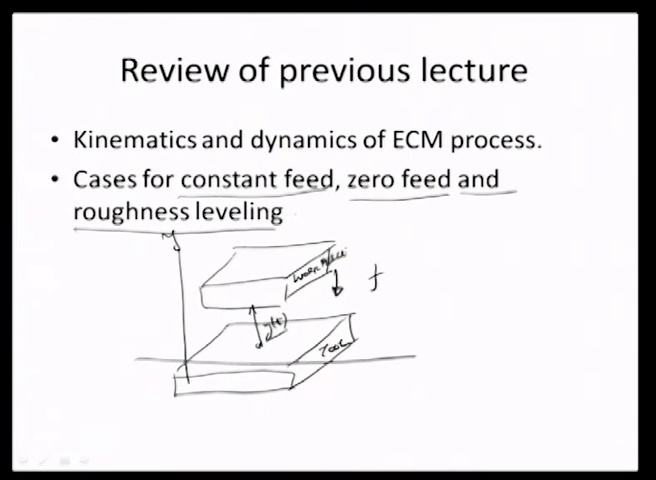 Review of previous lecture
• Kinematics and dynamics of ECM process.
• Cases for constant feed, zero feed and
roughness leveling
y
Work piece
f
y(t)
Tool